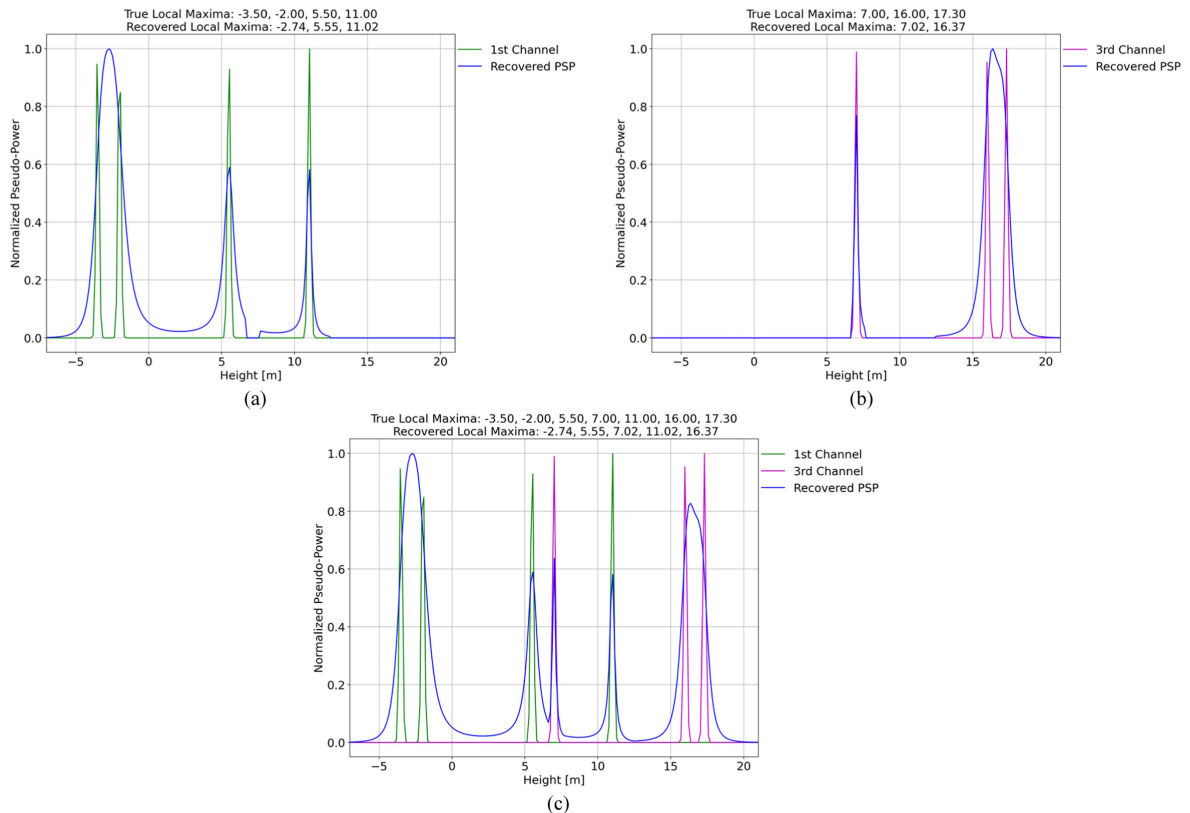 True Local Maxima: -3.50, -2.00, 5.50, 11.00
Recovered Local Maxima: -2.74, 5.55, 11.02
1.0
0.8
0.6
0.4
0.2
0.0
Normalized Pseudo-Power
-5
0
5
10
15
20
Height [m]
1st Channel
Recovered PSP
(a)
True Local Maxima: 7.00, 16.00, 17.30
Recovered Local Maxima: 7.02, 16.37
1.0
0.8
0.6
0.4
0.2
0.0
Normalized Pseudo-Power
-5
0
5
10
15
20
Height [m]
3rd Channel
Recovered PSP
(b)
True Local Maxima: -3.50, -2.00, 5.50, 7.00, 11.00, 16.00, 17.30
Recovered Local Maxima: -2.74, 5.55, 7.02, 11.02, 16.37
1.0
0.8
0.6
0.4
0.2
0.0
Normalized Pseudo-Power
-5
0
5
10
15
20
Height [m]
1st Channel
3rd Channel
Recovered PSP
(c)